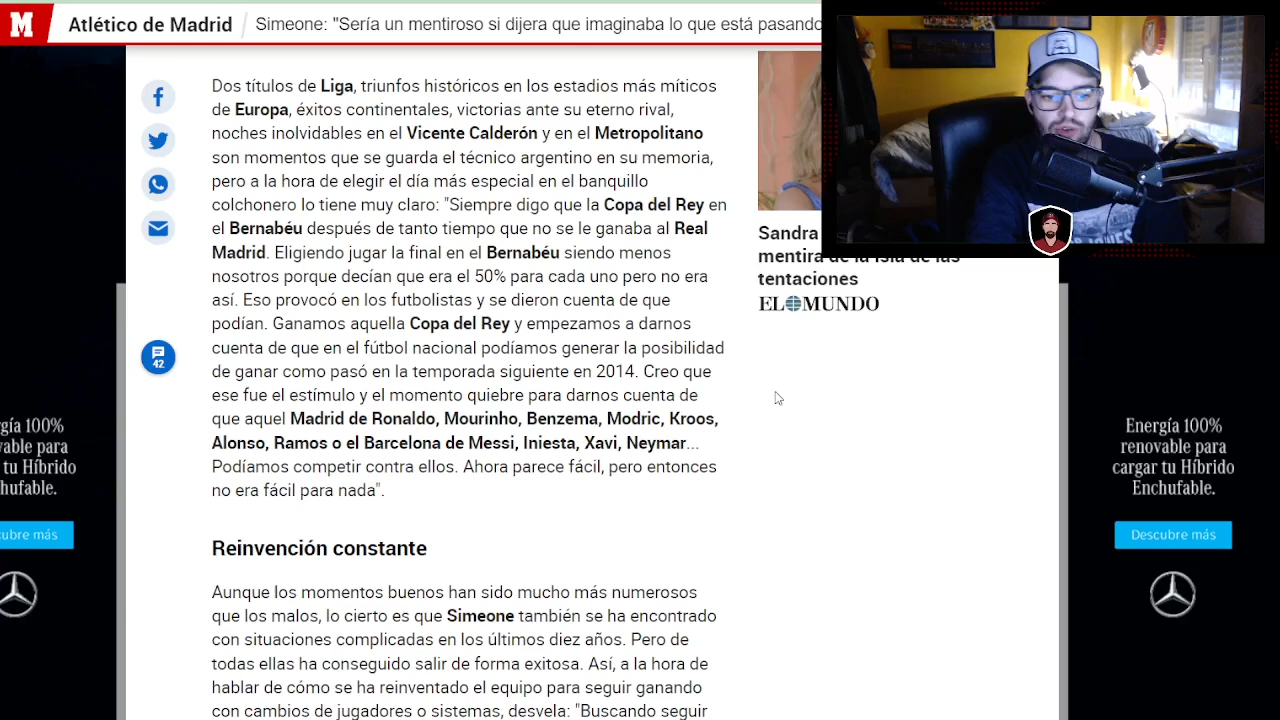 M Atlético de Madrid Simeone: "Sería un mentiroso si dijera que imaginaba lo que está pasando
Dos títulos de Liga, triunfos históricos en los estadios más míticos
de Europa, éxitos continentales, victorias ante su eterno rival,
noches inolvidables en el Vicente Calderón y en el Metropolitano
son momentos que se guarda el técnico argentino en su memoria,
pero a la hora de elegir el día más especial en el banquillo
colchonero lo tiene muy claro: "Siempre digo que la Copa del Rey en
el Bernabéu después de tanto tiempo que no se le ganaba al Real
Madrid. Eligiendo jugar la final en el Bernabéu siendo menos
nosotros porque decían que era el 50% para cada uno pero no era
así. Eso provocó en los futbolistas y se dieron cuenta de que
podían. Ganamos aquella Copa del Rey y empezamos a darnos
cuenta de que en el fútbol nacional podíamos generar la posibilidad
de ganar como pasó en la temporada siguiente en 2014. Creo que
ese fue el estímulo y el momento quiebre para darnos cuenta de
que aquel Madrid de Ronaldo, Mourinho, Benzema, Modric, Kroos,
Alonso, Ramos o el Barcelona de Messi, Iniesta, Xavi, Neymar...
Podíamos competir contra ellos. Ahora parece fácil, pero entonces
no era fácil para nada".
Reinvención constante
Aunque los momentos buenos han sido mucho más numerosos
que los malos, lo cierto es que Simeone también se ha encontrado
con situaciones complicadas en los últimos diez años. Pero de
todas ellas ha conseguido salir de forma exitosa. Así, a la hora de
hablar de cómo se ha reinventado el equipo para seguir ganando
con cambios de jugadores o sistemas, desvela: "Buscando seguir
42
Sandra
mentira de la Isla de las
tentaciones
EL MUNDO
gía 100%
vable para
tu Híbrido
hufable.
cubre más
Energía 100%
renovable para
cargar tu Híbrido
Enchufable.
Descubre más